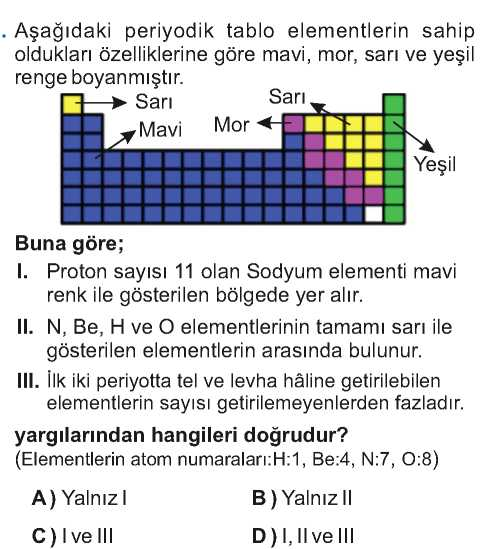 . Aşağıdaki periyodik tablo elementlerin sahip
oldukları özelliklerine göre mavi, mor, sarı ve yeşil
renge boyanmıştır.
Sarı
Sarı
Mavi
Mor
Yeşil
Buna göre;
I. Proton sayısı 11 olan Sodyum elementi mavi
renk ile gösterilen bölgede yer alır.
II. N, Be, H ve O elementlerinin tamamı sarı ile
gösterilen elementlerin arasında bulunur.
III. İlk iki periyotta tel ve levha hâline getirilebilen
elementlerin sayısı getirilemeyenlerden fazladır.
yargılarından hangileri doğrudur?
(Elementlerin atom numaraları:H:1, Be:4, N:7, O:8)
A) Yalnız I
B) Yalnız II
C) I ve III
D) I, II ve III